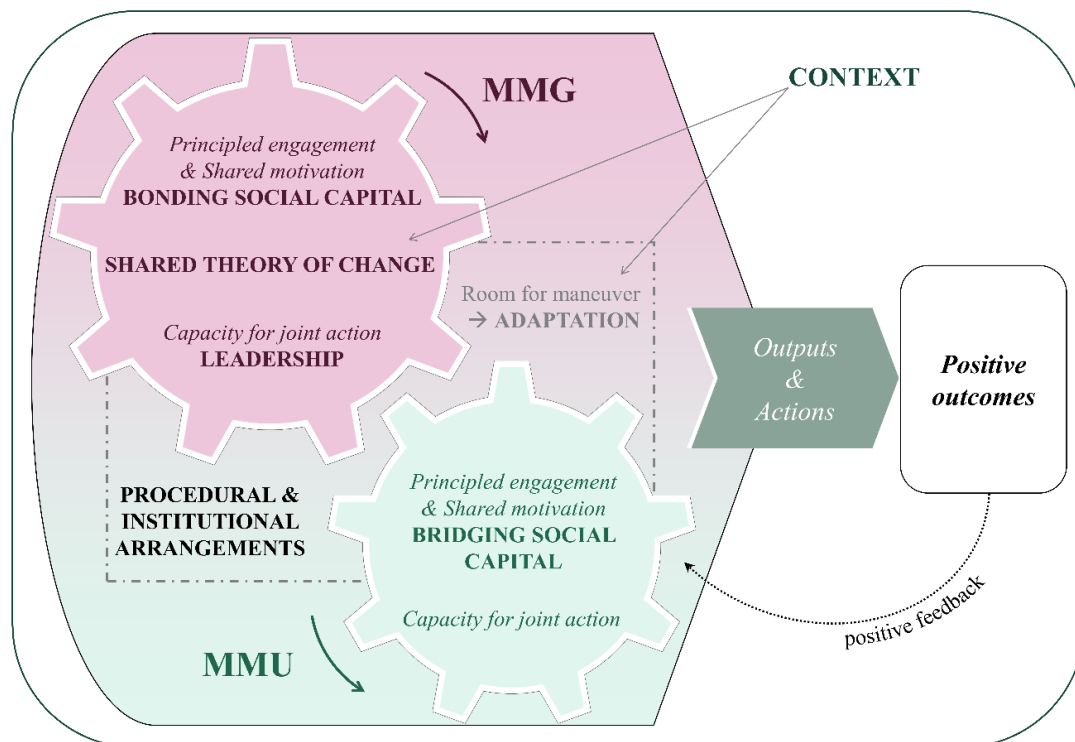 MMG
CONTEXT
Principled engagement
& Shared motivation
BONDING SOCIAL CAPITAL
SHARED THEORY OF CHANGE
Capacity for joint action
LEADERSHIP
Room for maneuver
→ ADAPTATION
Outputs
&
Actions
Positive
outcomes
PROCEDURAL &
INSTITUTIONAL
ARRANGEMENTS
Principled engagement
& Shared motivation
BRIDGING SOCIAL
CAPITAL
Capacity for joint action
MMU
positive feedback